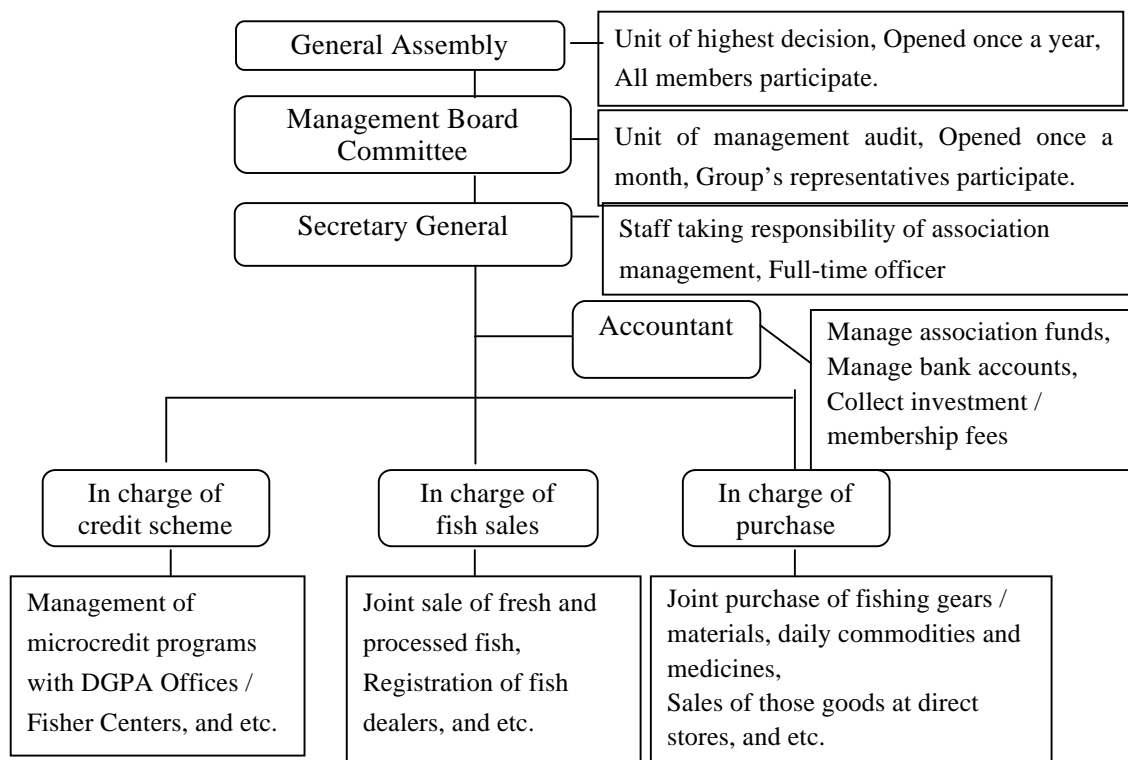 General Assembly
Unit of highest decision, Opened once a year,
All members participate.
Management Board
Committee
Unit of management audit, Opened once a
month, Group's representatives participate.
Secretary General
Staff taking responsibility of association
management, Full-time officer
Accountant
Manage association funds,
Manage bank accounts,
Collect investment /
membership fees
In charge of
credit scheme
In charge of
fish sales
In charge of
purchase
Management of
microcredit programs
with DGPA Offices /
Fisher Centers, and etc.
Joint sale of fresh and
processed fish,
Registration of fish
dealers, and etc.
Joint purchase of fishing gears /
materials, daily commodities and
medicines,
Sales of those goods at direct
stores, and etc.